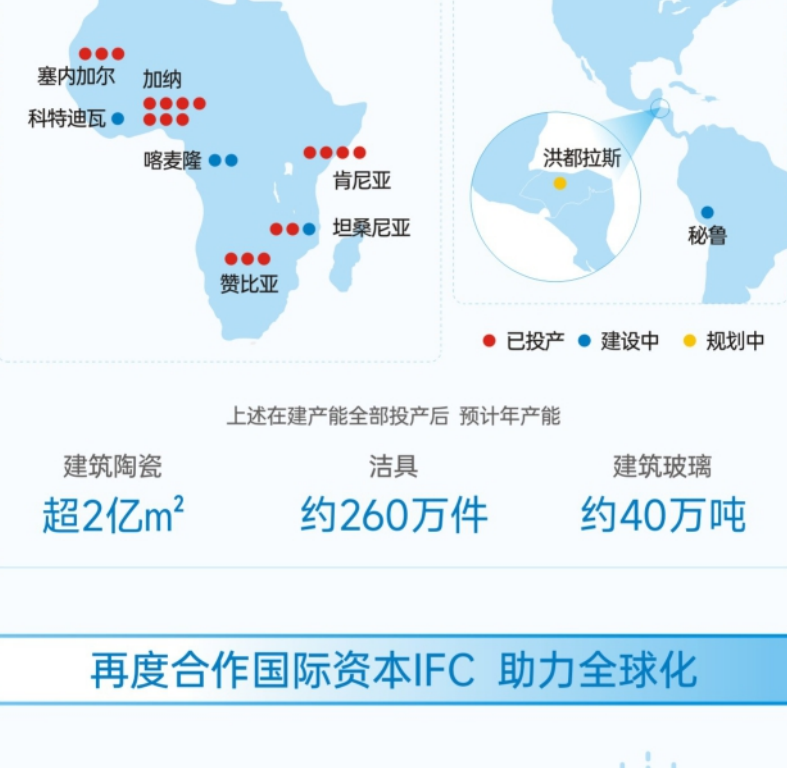 塞内加尔
加纳
科特迪瓦
喀麦隆
肯尼亚
坦桑尼亚
赞比亚
洪都拉斯
秘鲁
已投产 建设中 规划中
上述在建产能全部投产后 预计年产能
建筑陶瓷 洁具 建筑玻璃
超2亿m² 约260万件 约40万吨
再度合作国际资本IFC 助力全球化